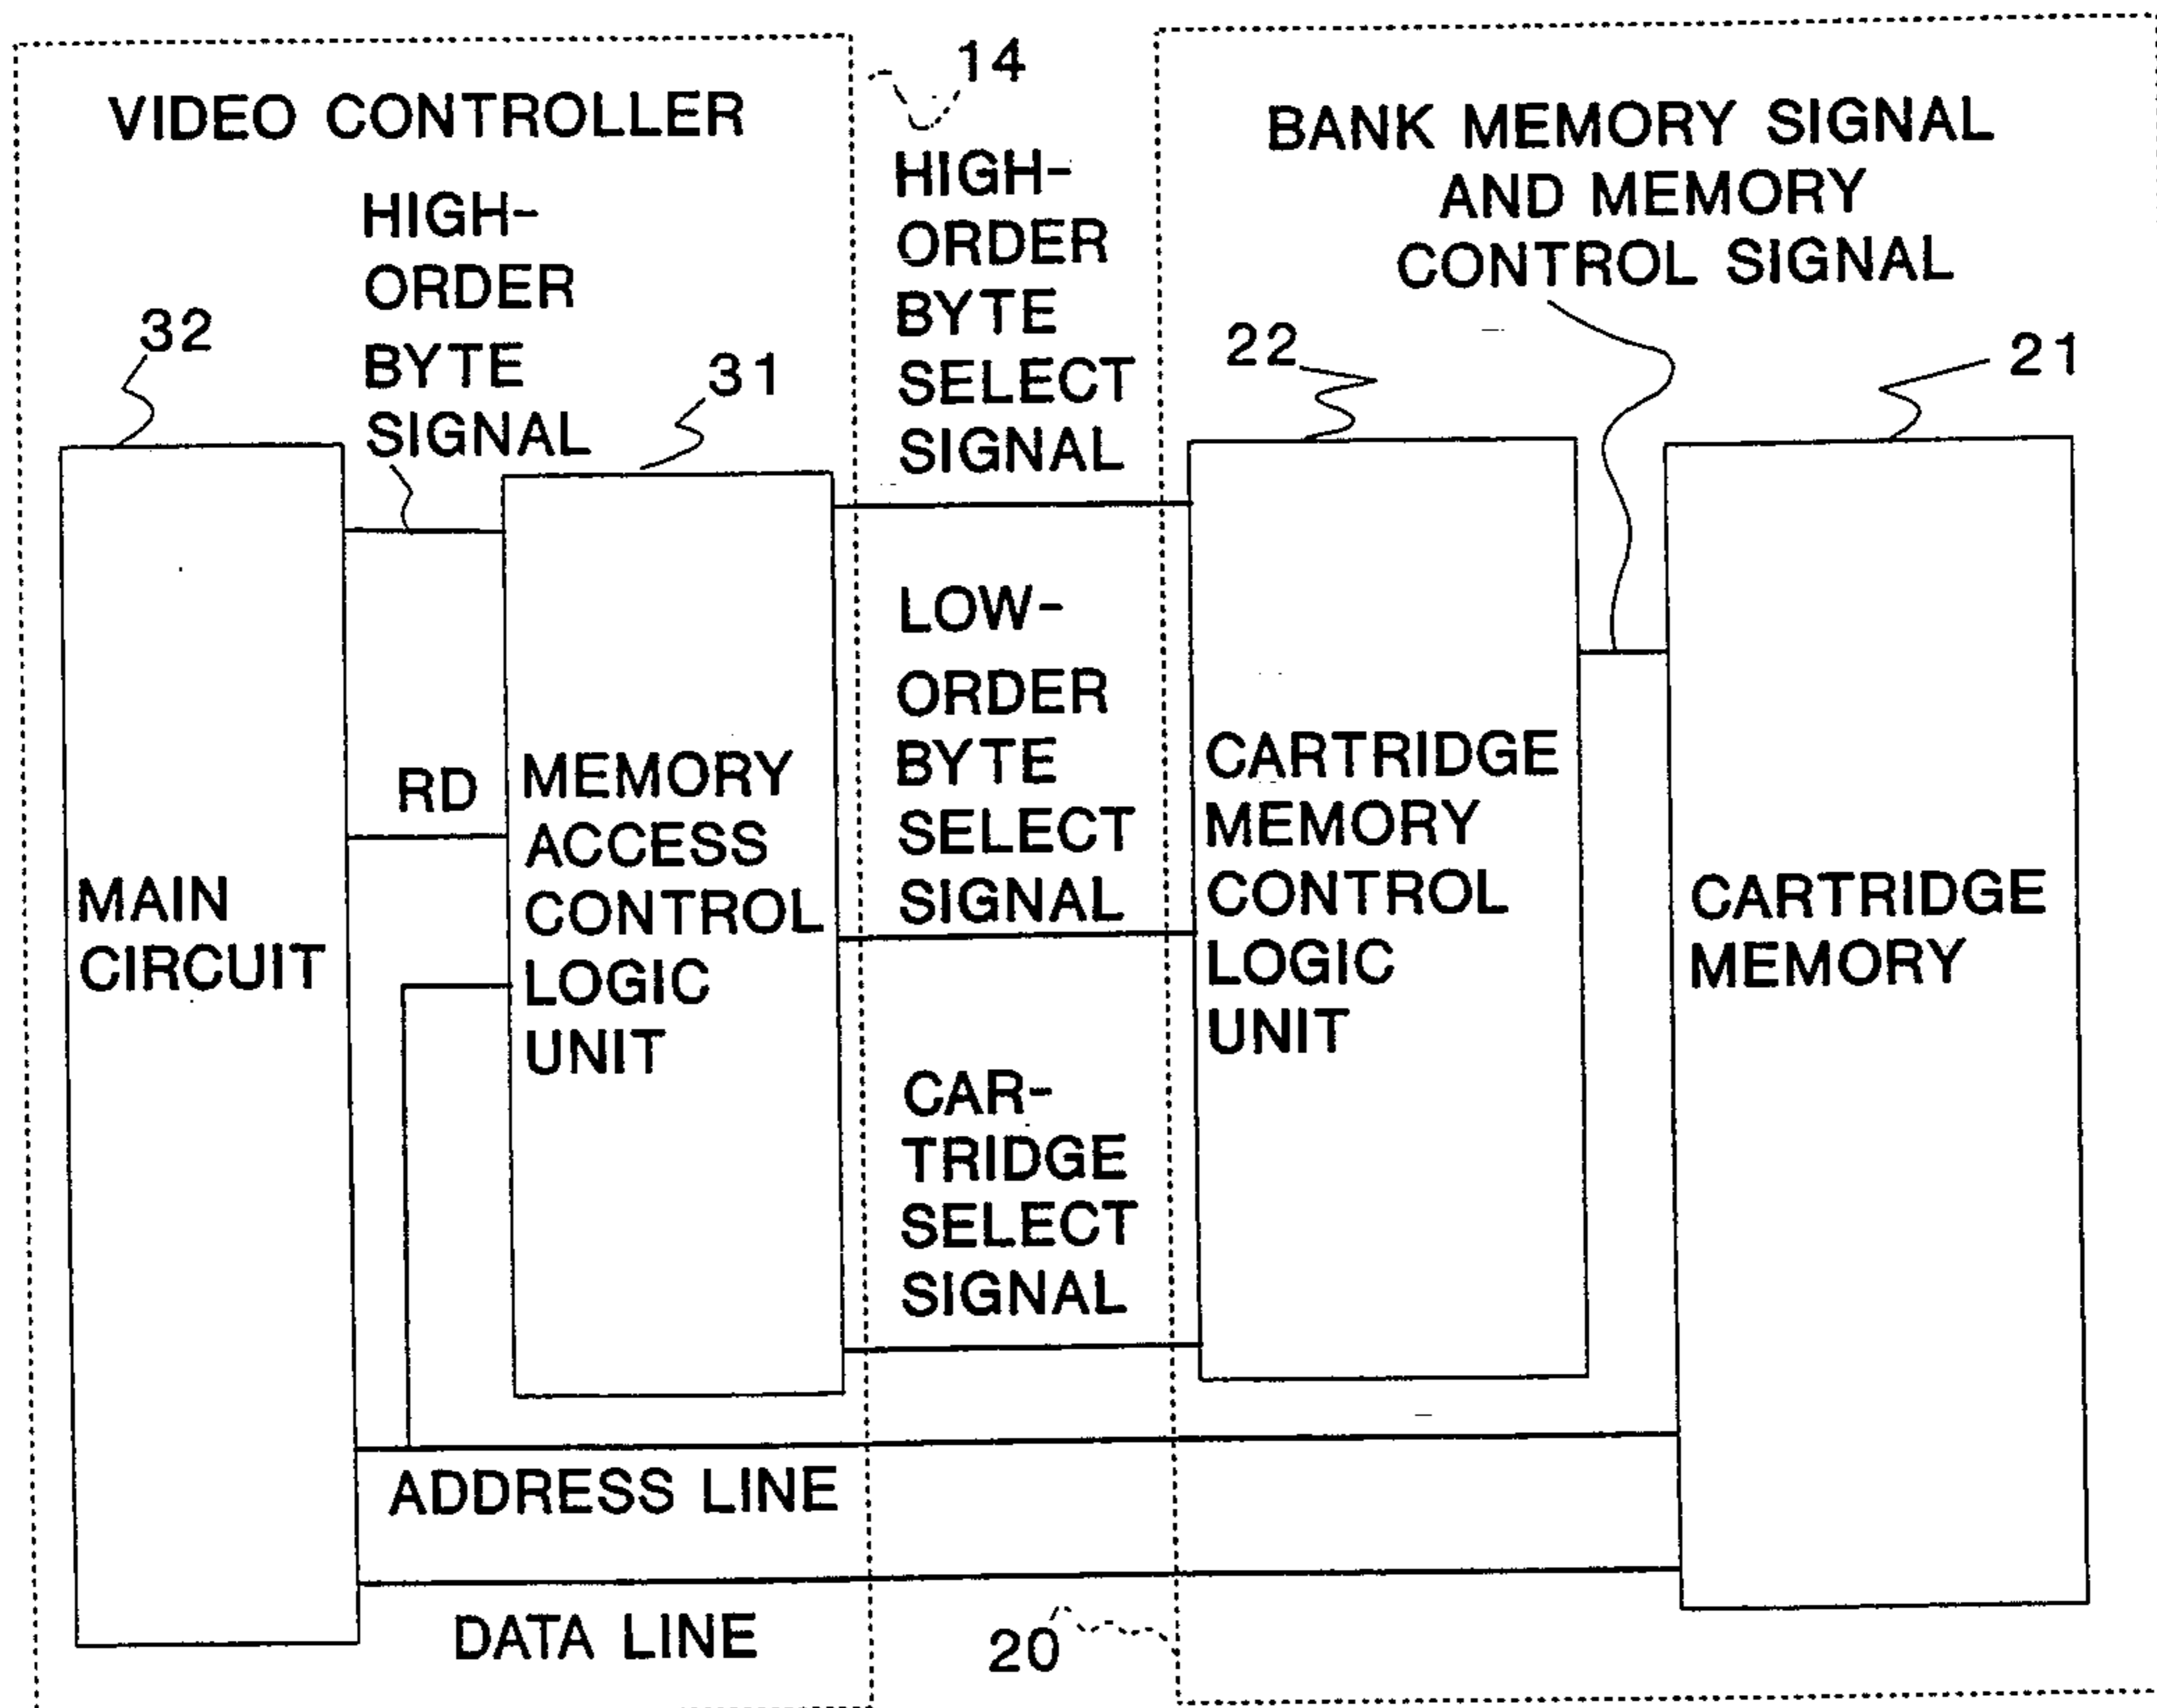 VIDEO CONTROLLER
HIGH-
ORDER
BYTE
SIGNAL
32
31
14
HIGH-
ORDER
BYTE
SELECT
SIGNAL
BANK MEMORY SIGNAL
AND MEMORY
CONTROL SIGNAL
22
21
LOW-
ORDER
BYTE
SELECT
SIGNAL
RD
MAIN
CIRCUIT
MEMORY
ACCESS
CONTROL
LOGIC
UNIT
CARTRIDGE
MEMORY
CONTROL
LOGIC
UNIT
CARTRIDGE
MEMORY
CAR-
TRIDGE
SELECT
SIGNAL
ADDRESS LINE
DATA LINE
20